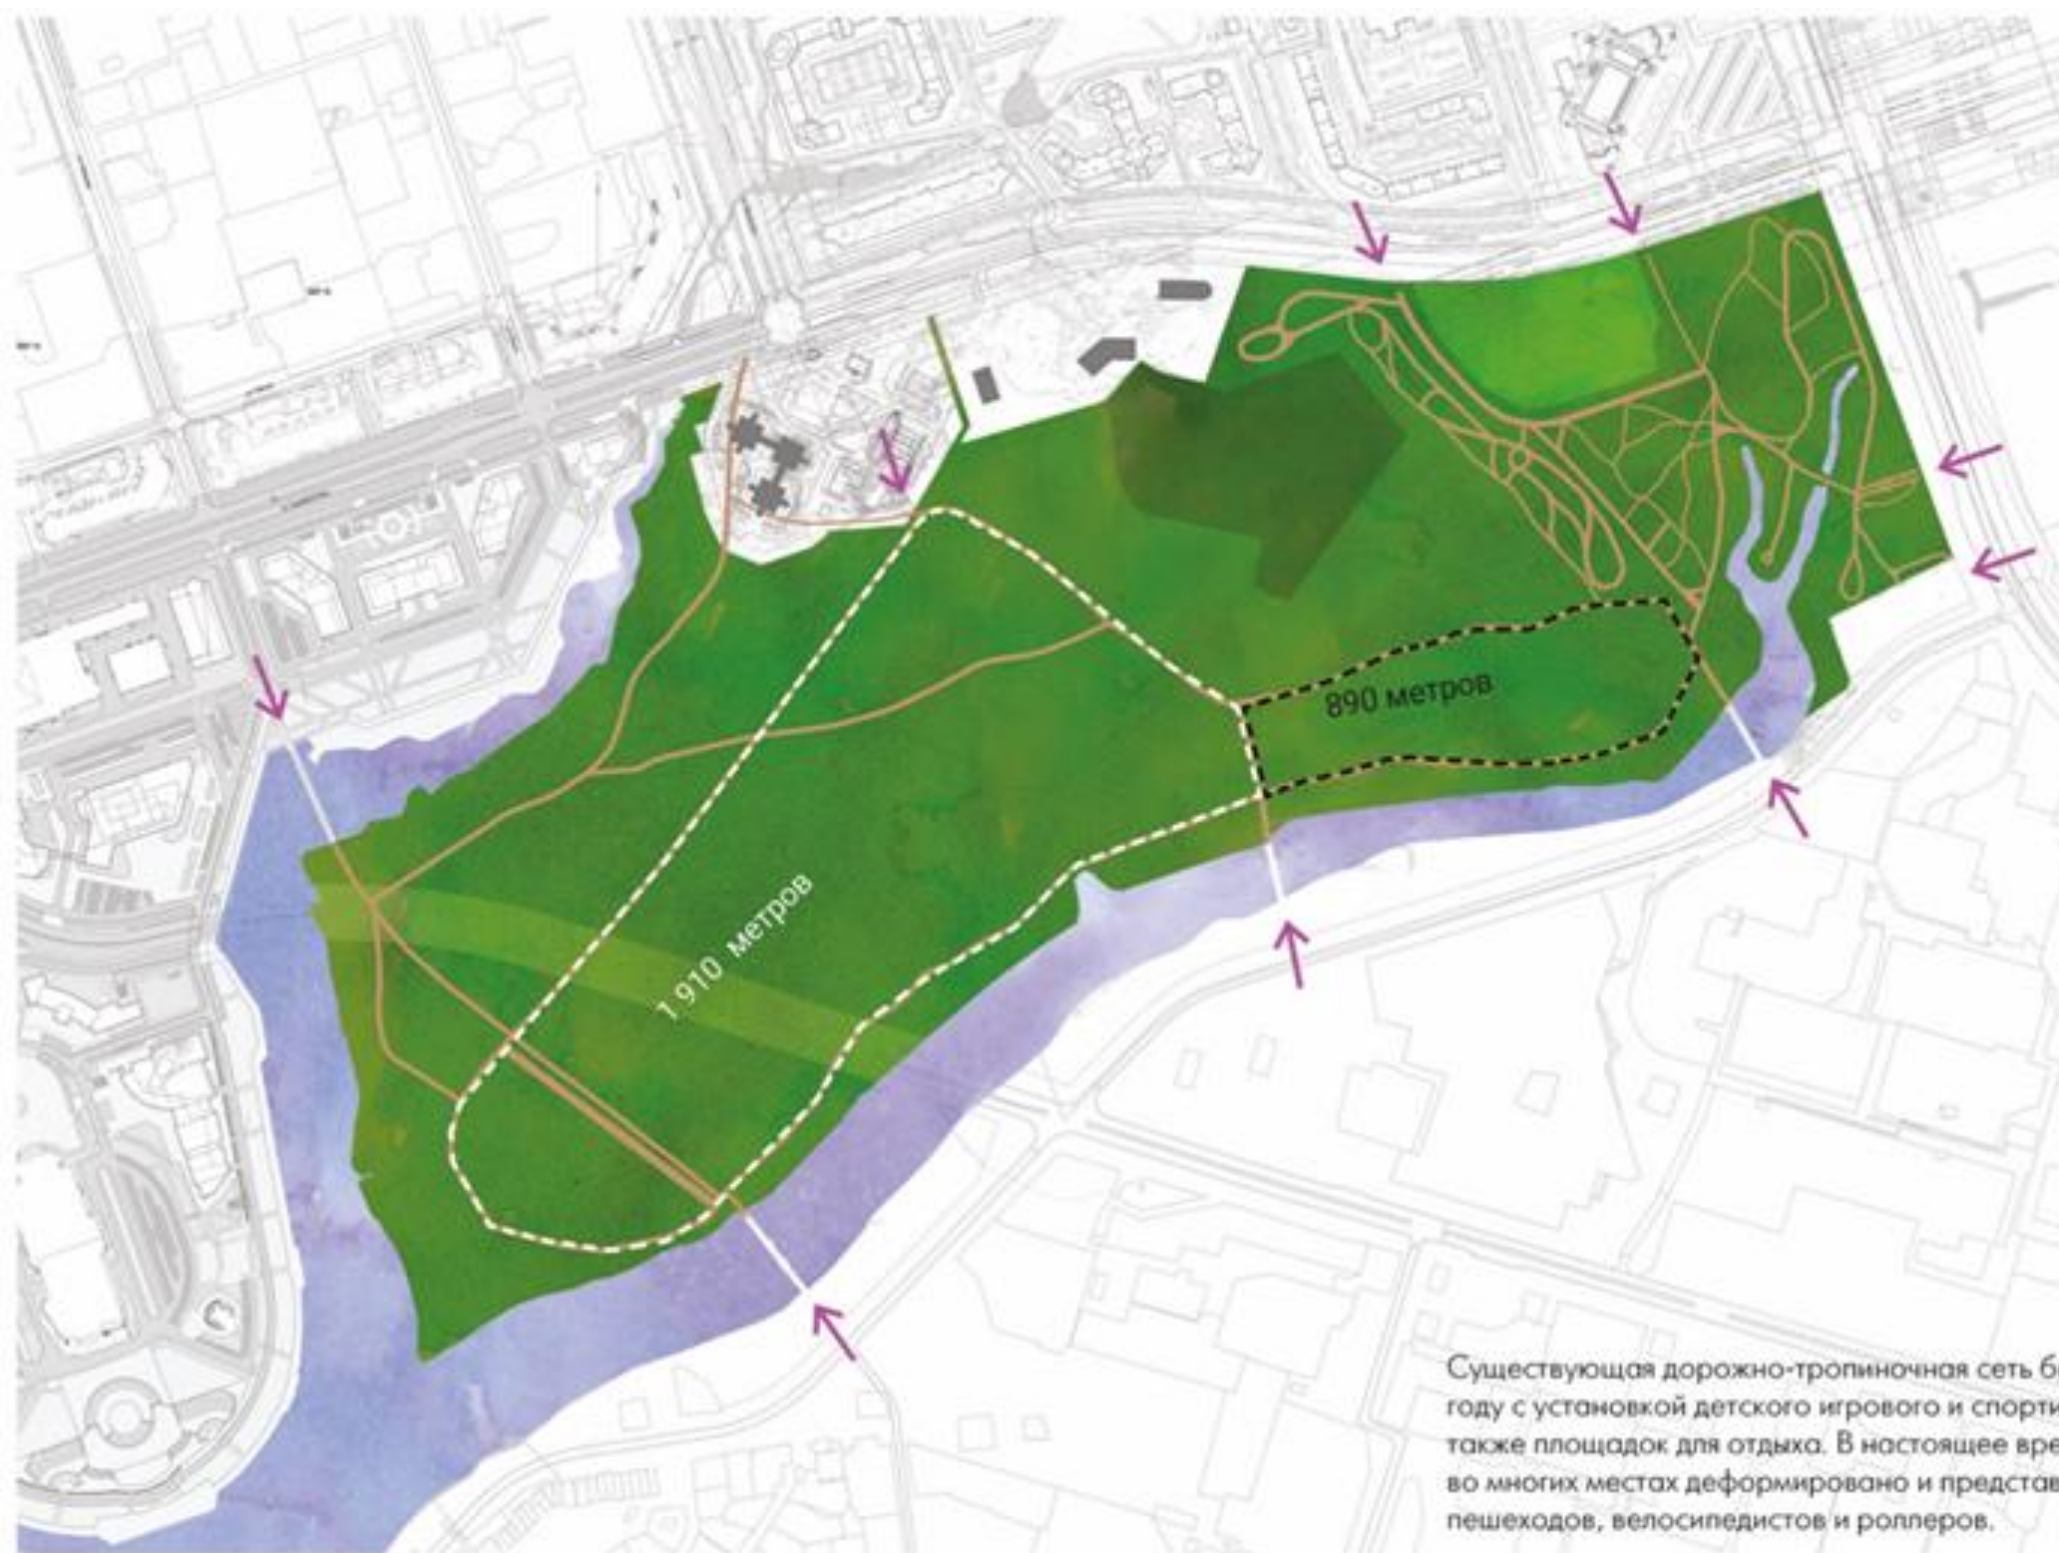 890 метров
1 910 метров
Существующая дорожно-тропиночная сеть б
году с установкой детского игрового и спорти
также площадок для отдыха. В настоящее вре
во многих местах деформировано и представ
пешеходов, велосипедистов и роллеров.